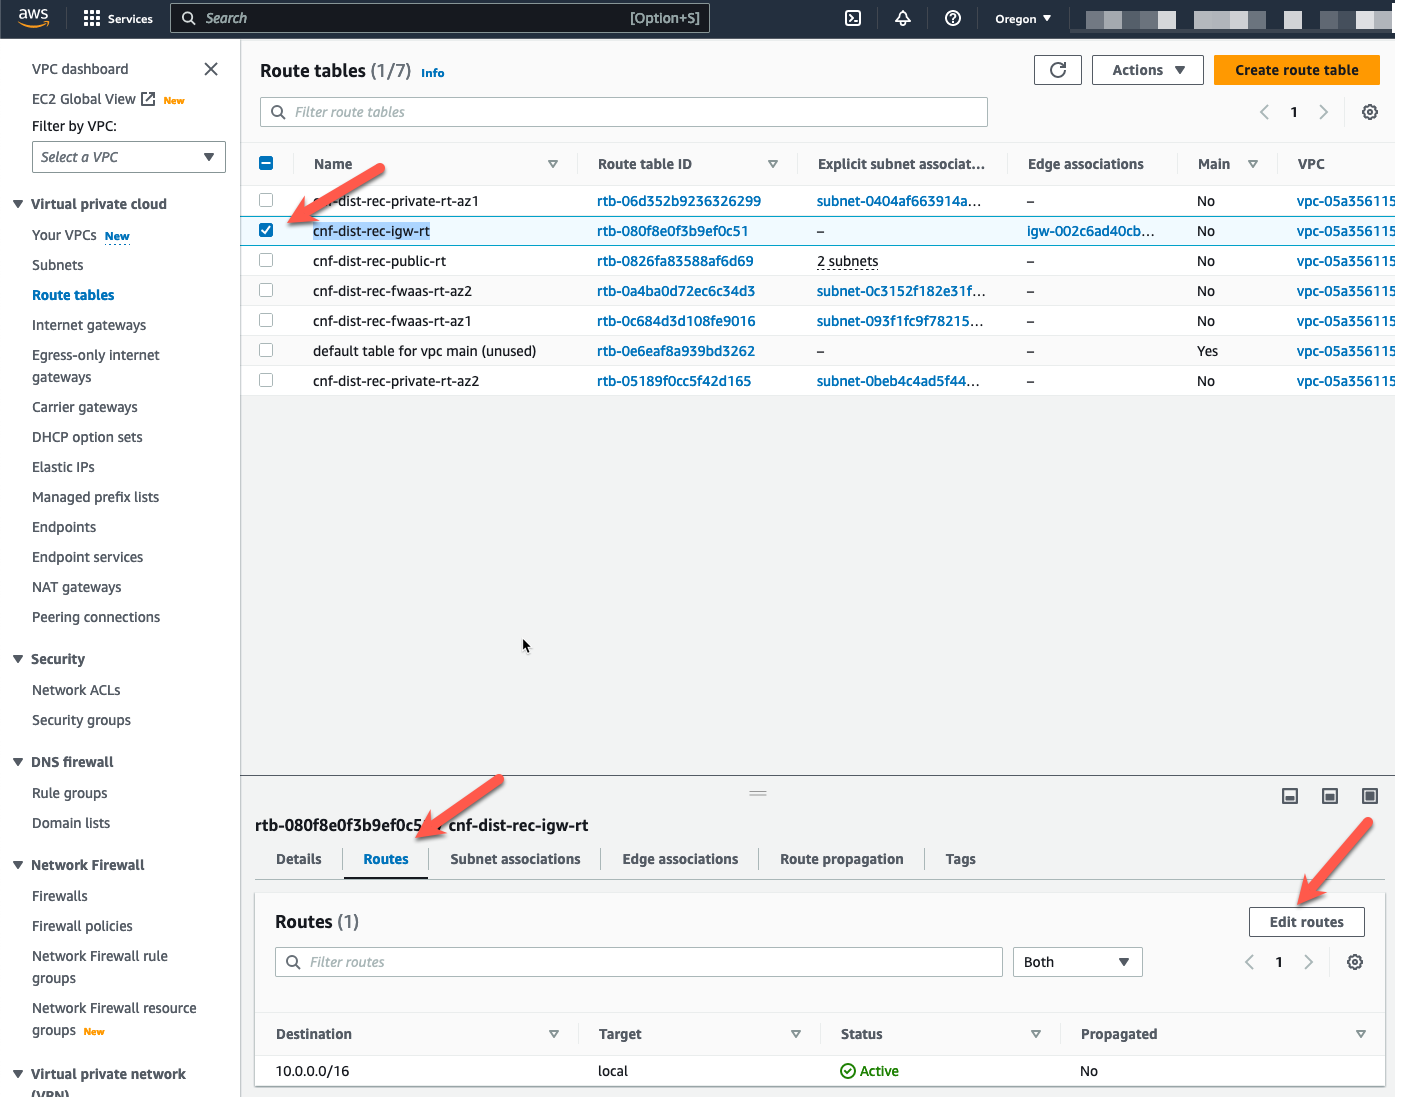 aws
Services
Search
[Option+S]
Oregon
VPC dashboard
EC2 Global View New
Filter by VPC:
Select a VPC
Virtual private cloud
Your VPCs New
Subnets
Route tables
Internet gateways
Egress-only internet
gateways
Carrier gateways
DHCP option sets
Elastic IPs
Managed prefix lists
Endpoints
Endpoint services
NAT gateways
Peering connections
Security
Network ACLs
Security groups
DNS firewall
Rule groups
Domain lists
Network Firewall
Firewalls
Firewall policies
Network Firewall rule
groups
Network Firewall resource
groups New
Virtual private network
(VPN)
Route tables (1/7) Info
Actions
Create route table
Filter route tables
1
Name Route table ID Explicit subnet associat... Edge associations Main VPC
cnf-dist-rec-private-rt-az1 rtb-06d352b9236326299 subnet-0404af663914a... – No vpc-05a356115
cnf-dist-rec-igw-rt rtb-080f8e0f3b9ef0c51 – igw-002c6ad40cb... No vpc-05a356115
cnf-dist-rec-public-rt rtb-0826fa83588af6d69 2 subnets – No vpc-05a356115
cnf-dist-rec-fwaas-rt-az2 rtb-0a4ba0d72ec6c34d3 subnet-0c3152f182e31f... – No vpc-05a356115
cnf-dist-rec-fwaas-rt-az1 rtb-0c684d3d108fe9016 subnet-093f1fc9f78215... – No vpc-05a356115
default table for vpc main (unused) rtb-0e6eaf8a939bd3262 – – Yes vpc-05a356115
cnf-dist-rec-private-rt-az2 rtb-05189f0cc5f42d165 subnet-0beb4c4ad5f44... – No vpc-05a356115
rtb-080f8e0f3b9ef0c5 cnf-dist-rec-igw-rt
Details Routes Subnet associations Edge associations Route propagation Tags
Routes (1)
Edit routes
Filter routes
Both
1
Destination Target Status Propagated
10.0.0.0/16 local Active No